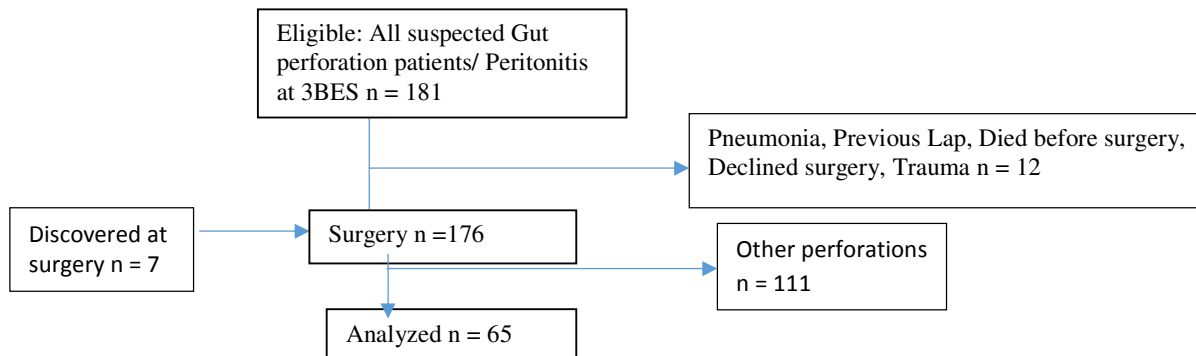 Eligible: All suspected Gut
perforation patients/ Peritonitis
at 3BES n = 181
Pneumonia, Previous Lap, Died before surgery,
Declined surgery, Trauma n = 12
Discovered at
surgery n = 7
Surgery n =176
Other perforations
n = 111
Analyzed n = 65